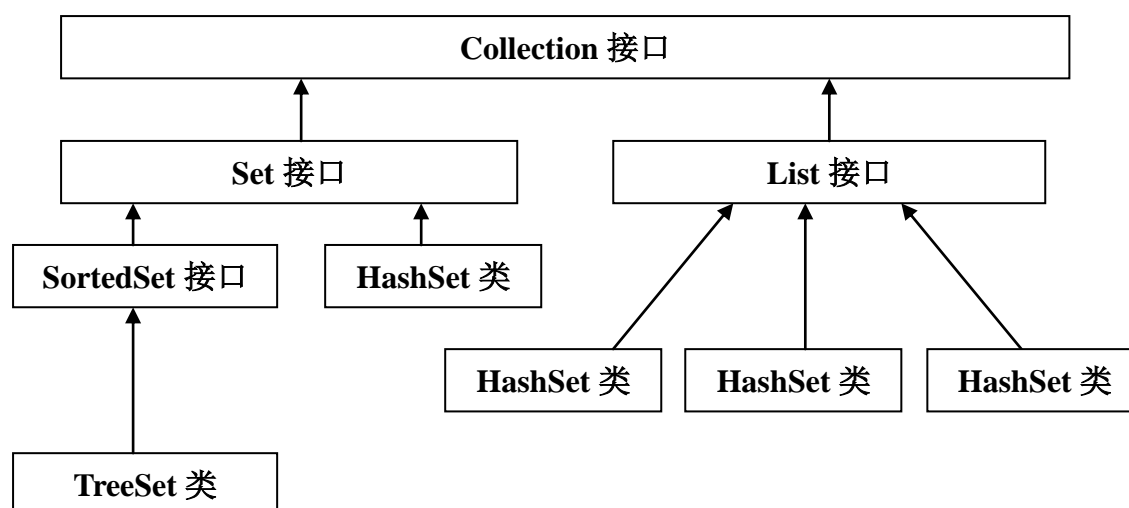 Collection 接口
Set 接口
List 接口
SortedSet 接口
HashSet 类
HashSet 类
HashSet 类
HashSet 类
TreeSet 类